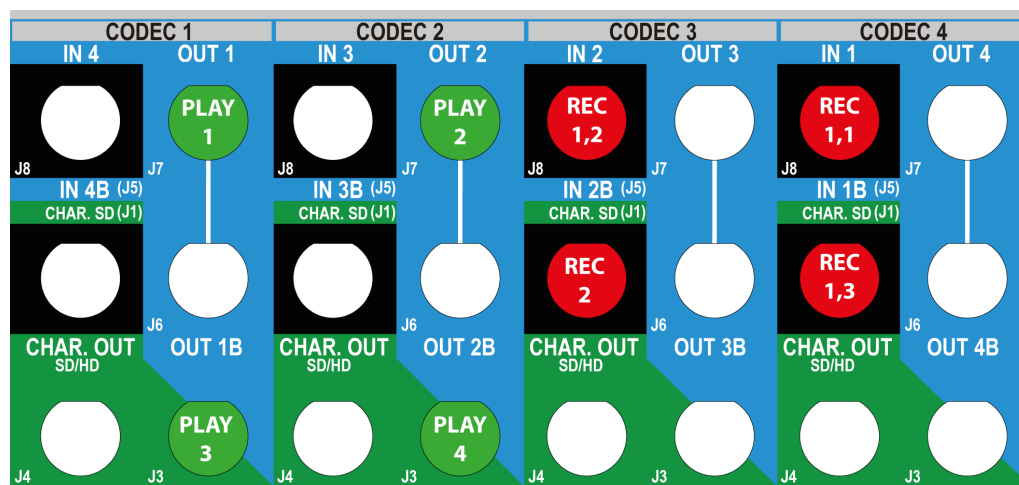 CODEC 1 CODEC 2 CODEC 3 CODEC 4
IN 4 OUT 1 IN 3 OUT 2 IN 2 OUT 3 IN 1 OUT 4
PLAY PLAY REC REC
1 2 1,2 1,1
J8 J7 J8 J7 J8 J7 J8 J7
IN 4B (J5) IN 3B (J5) IN 2B (J5) IN 1B (J5)
CHAR. SD (J1) CHAR. SD (J1) CHAR. SD (J1) CHAR. SD (J1)
REC REC
2 1,3
J6 J6 J6 J6
CHAR. OUT OUT 1B CHAR. OUT OUT 2B CHAR. OUT OUT 3B CHAR. OUT OUT 4B
SD/HD SD/HD SD/HD SD/HD
PLAY PLAY
3 4
J4 J3 J4 J3 J4 J3 J4 J3